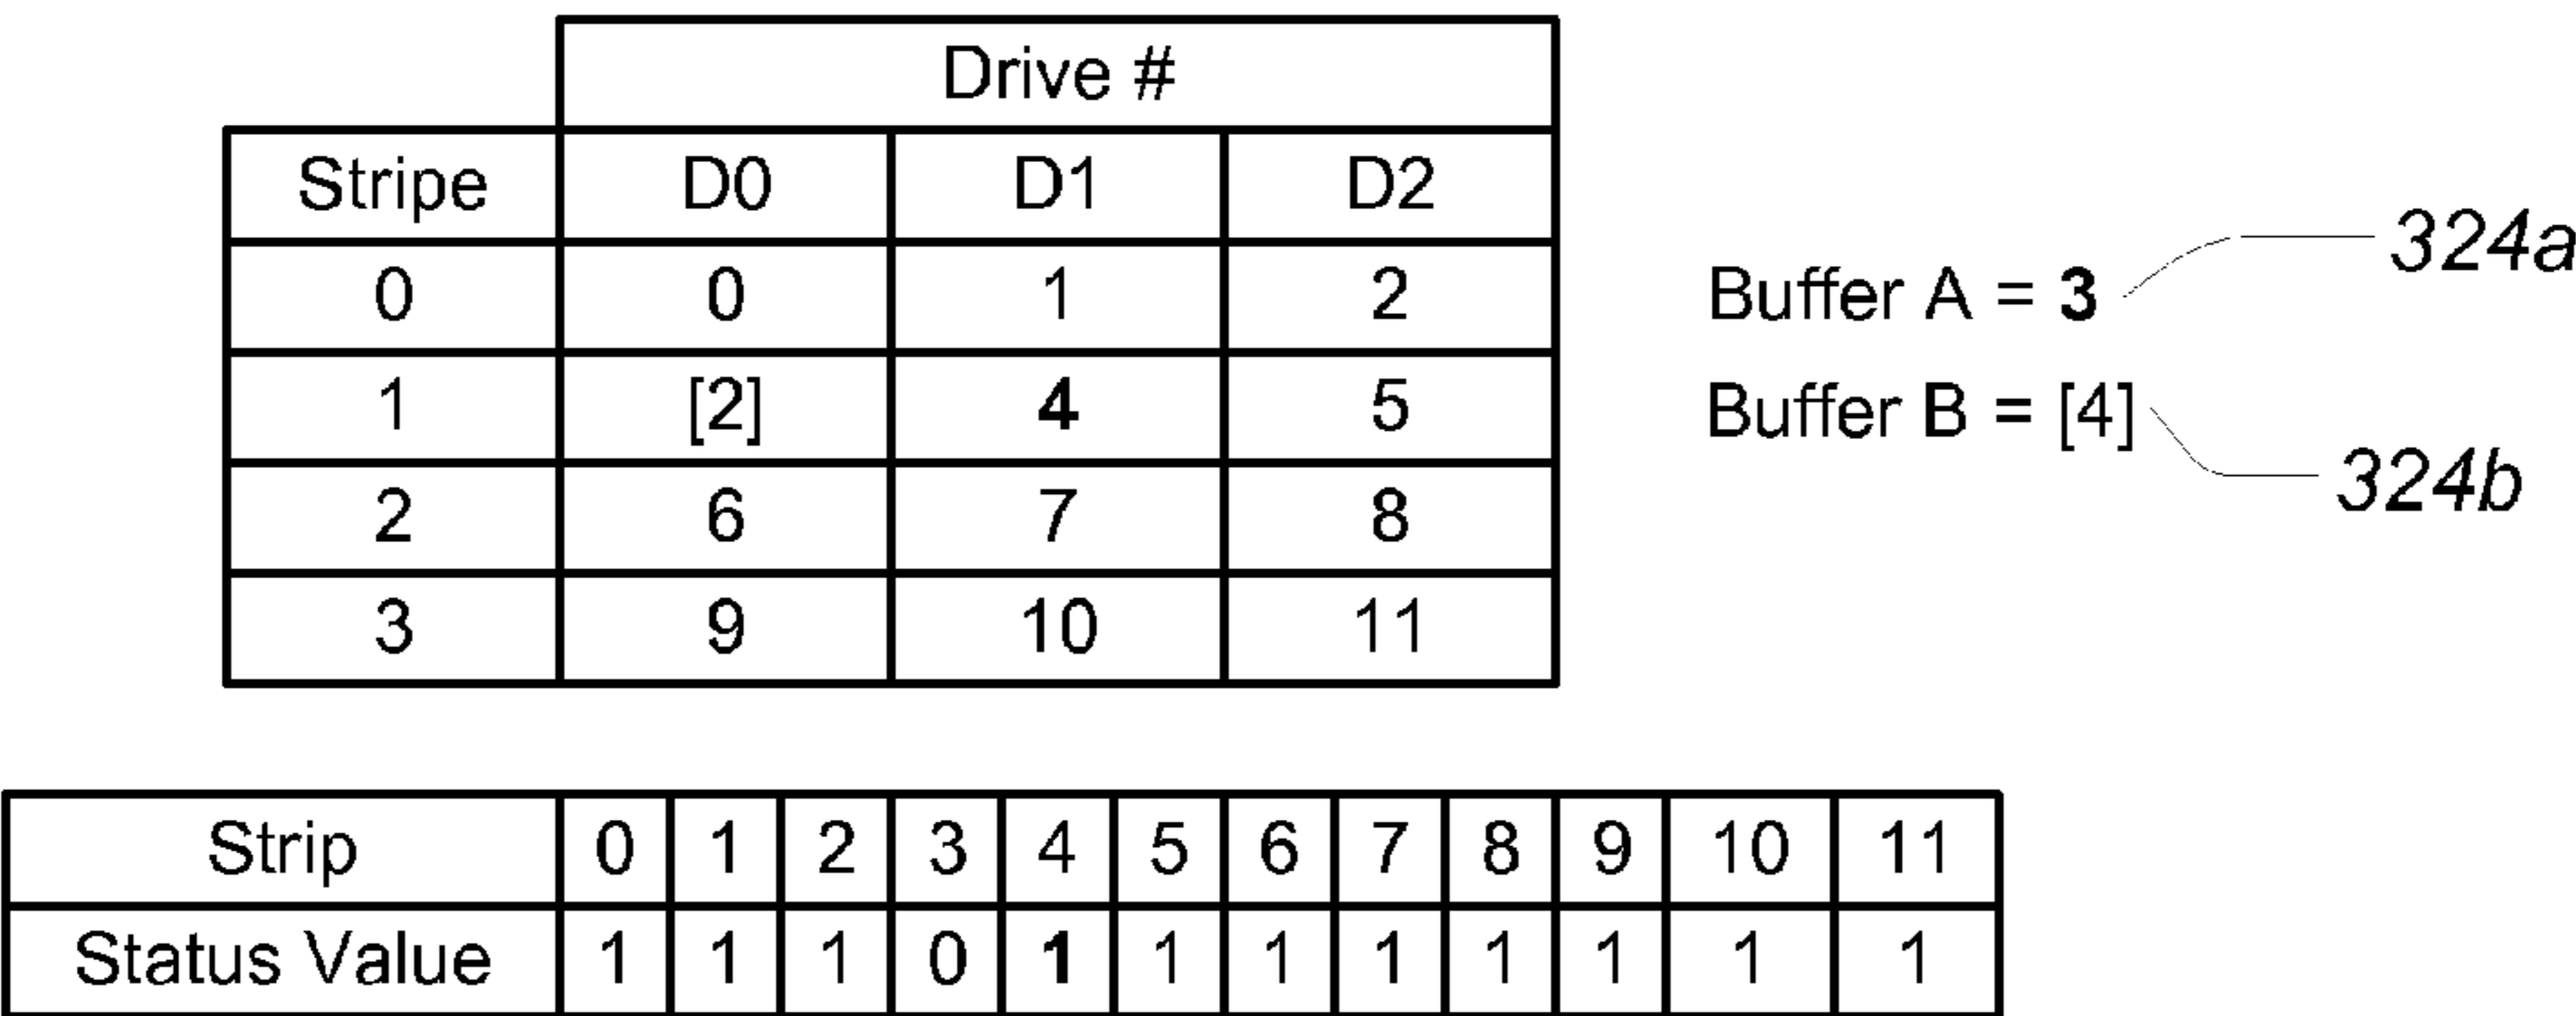 Drive #
Stripe D0 D1 D2
0 0 1 2
1 [2] 4 5
2 6 7 8
3 9 10 11
Buffer A = 3 324a
Buffer B = [4] 324b
Strip 0 1 2 3 4 5 6 7 8 9 10 11
Status Value 1 1 1 0 1 1 1 1 1 1 1 1